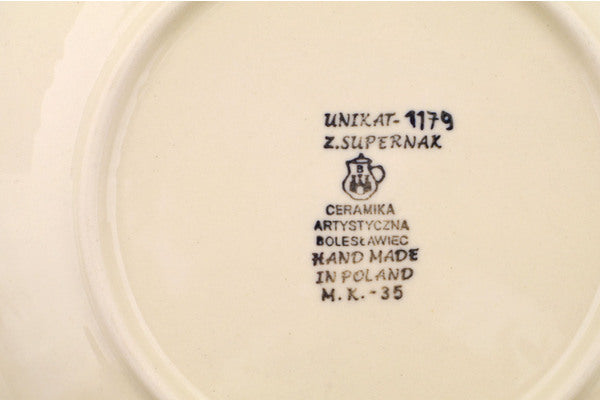 UNIKAT-1179
Z.SUPERNAK
B
CERAMIKA
ARTYSTYCZNA
BOLESŁAWIEC
HAND MADE
IN POLAND
M.K.-35